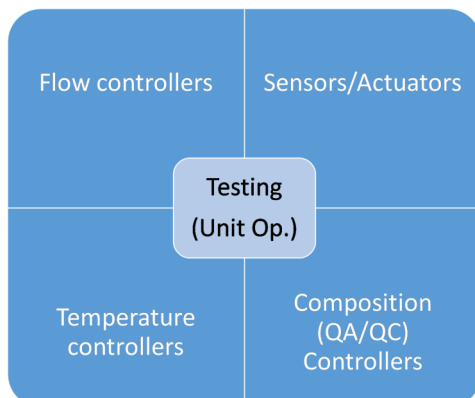 Flow controllers
Sensors/Actuators
Testing
(Unit Op.)
Temperature
controllers
Composition
(QA/QC)
Controllers